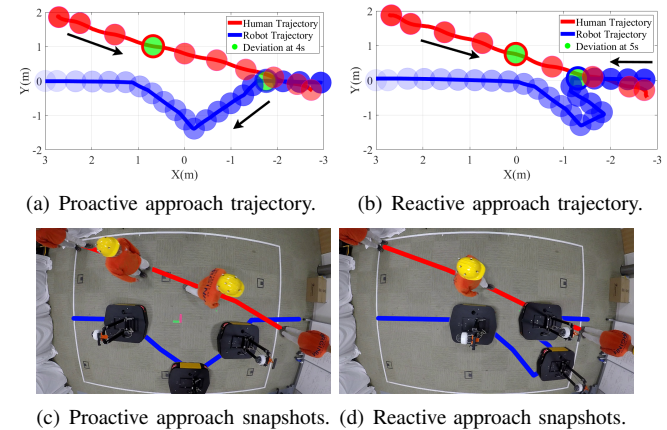 2
1
0
-1
-2
Y(m)
3 2 1 0 -1 -2 -3
X(m)
Human Trajectory
Robot Trajectory
Deviation at 4s
2
1
0
-1
-2
Y(m)
3 2 1 0 -1 -2 -3
X(m)
Human Trajectory
Robot Trajectory
Deviation at 5s
(a) Proactive approach trajectory.
(b) Reactive approach trajectory.
(c) Proactive approach snapshots.
(d) Reactive approach snapshots.